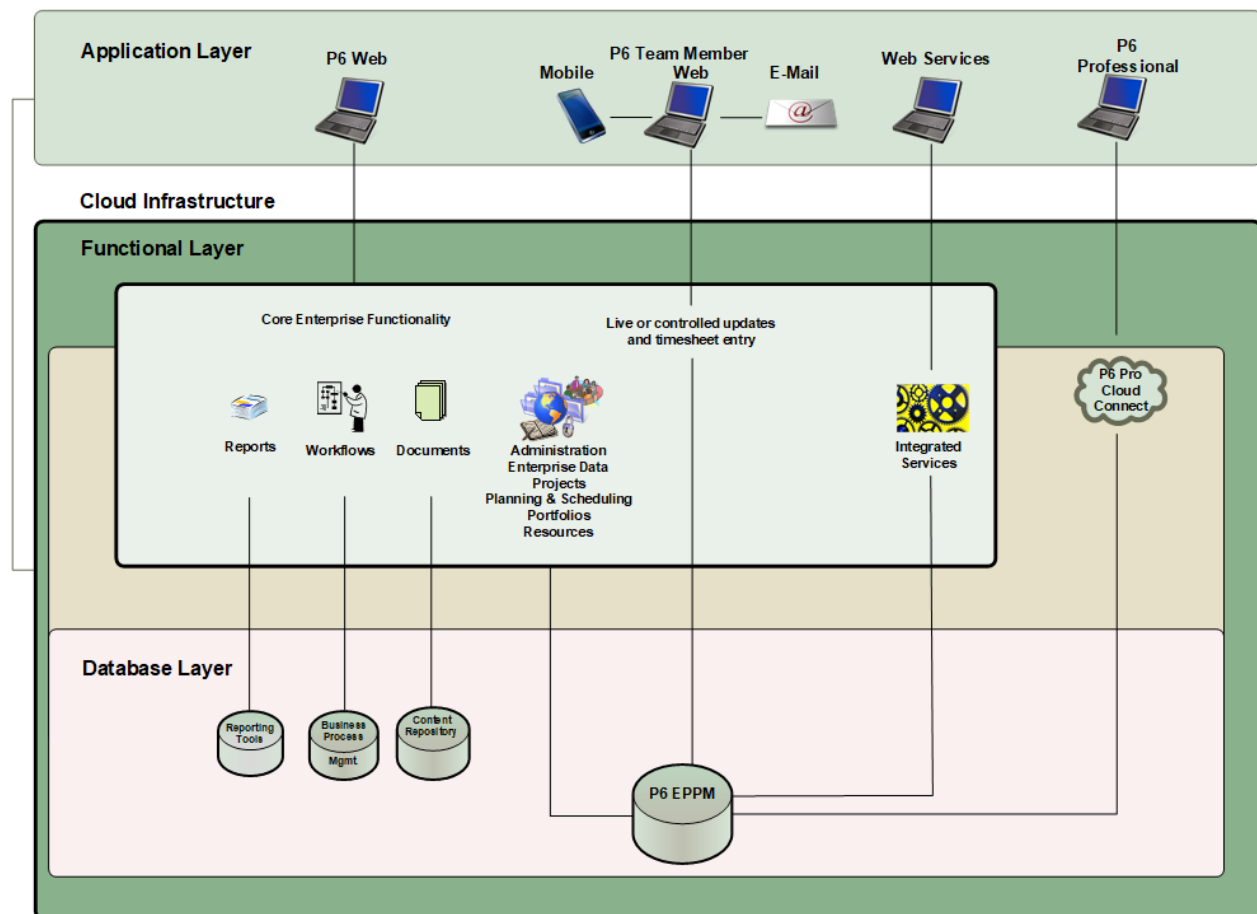 Application Layer
P6 Web
Mobile
P6 Team Member
Web
E-Mail
Web Services
P6
Professional
@
Cloud Infrastructure
Functional Layer
Core Enterprise Functionality
Live or controlled updates
and timesheet entry
Reports
Workflows
Documents
Administration
Enterprise Data
Projects
Planning & Scheduling
Portfolios
Resources
Integrated
Services
P6 Pro
Cloud
Connect
Database Layer
Reporting
Tools
Business
Process
Mgmt.
Content
Repository
P6 EPPM